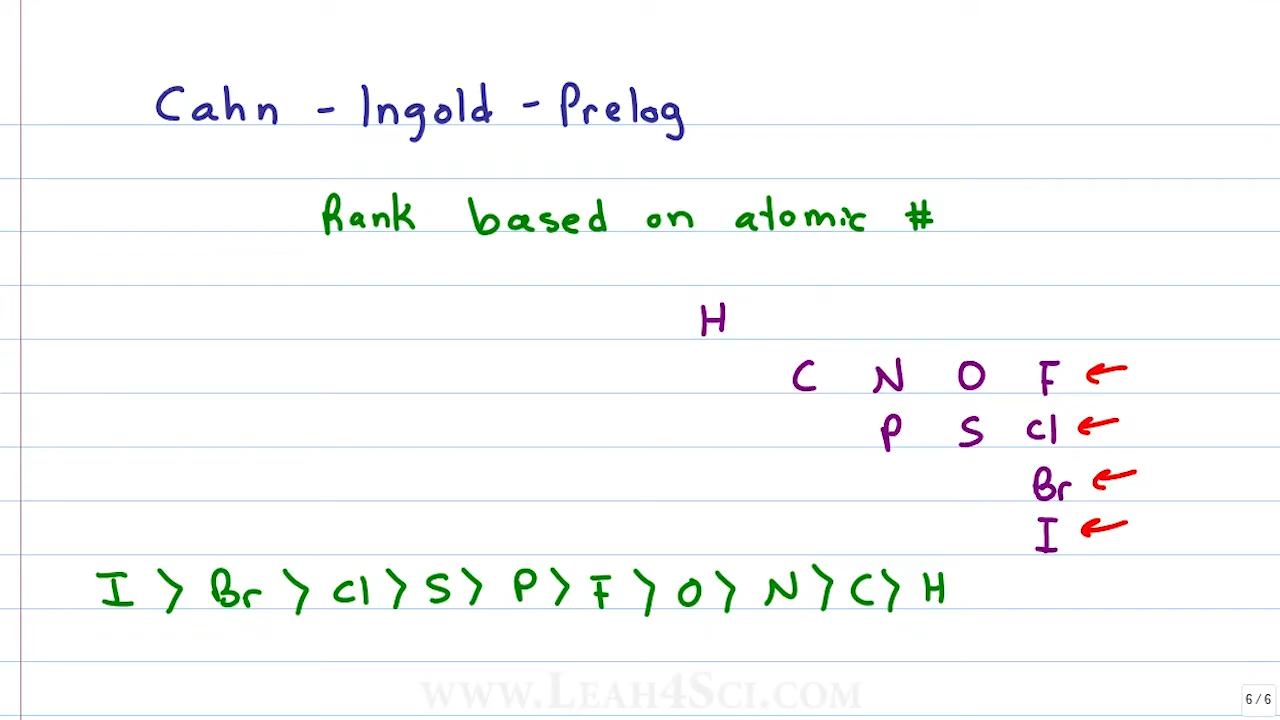 Cahn - Ingold - Prelog
Rank based on atomic #
H
C N O F
P S Cl
Br
I
I > Br > Cl > S > P > F > O > N > C > H
www.Leah4Sci.com
6/6